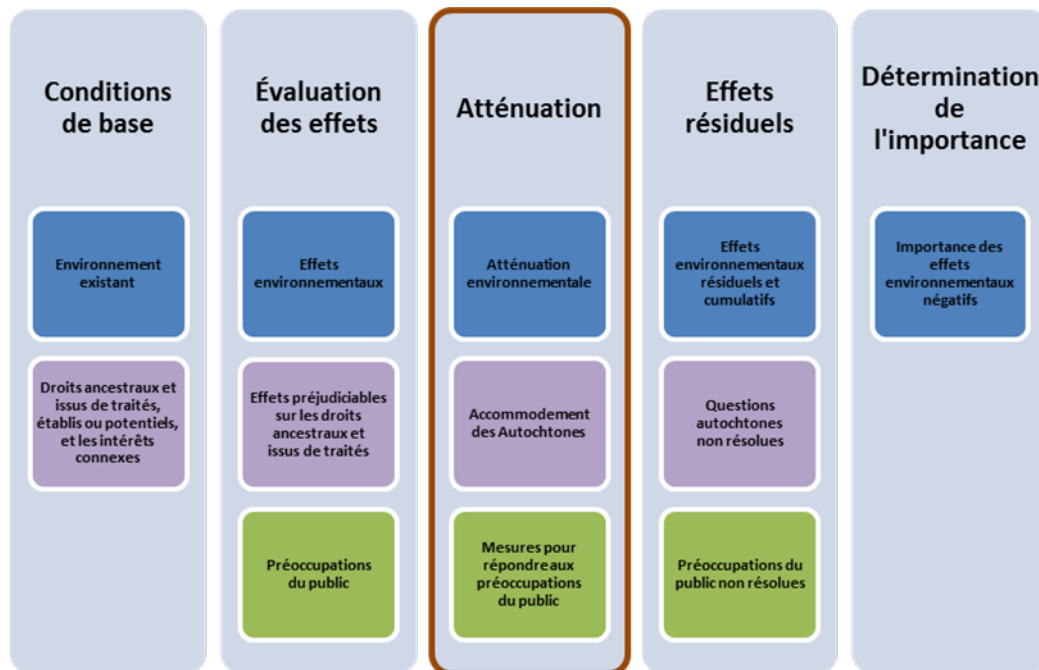 Conditions
de base
Environnement
existant
Droits ancestraux et
issus de traités,
établis ou potentiels,
et les intérêts
connexes
Évaluation
des effets
Effets
environnementaux
Effets préjudiciables
sur les droits
ancestraux et
issus de traités
Préoccupations
du public
Atténuation
Atténuation
environnementale
Accommodement
des Autochtones
Mesures pour
répondre aux
préoccupations
du public
Effets
résiduels
Effets
environnementaux
résiduels et
cumulatifs
Questions
autochtones
non résolues
Préoccupations du
public non résolues
Détermination
de
l'importance
Importance des
effets
environnementaux
négatifs